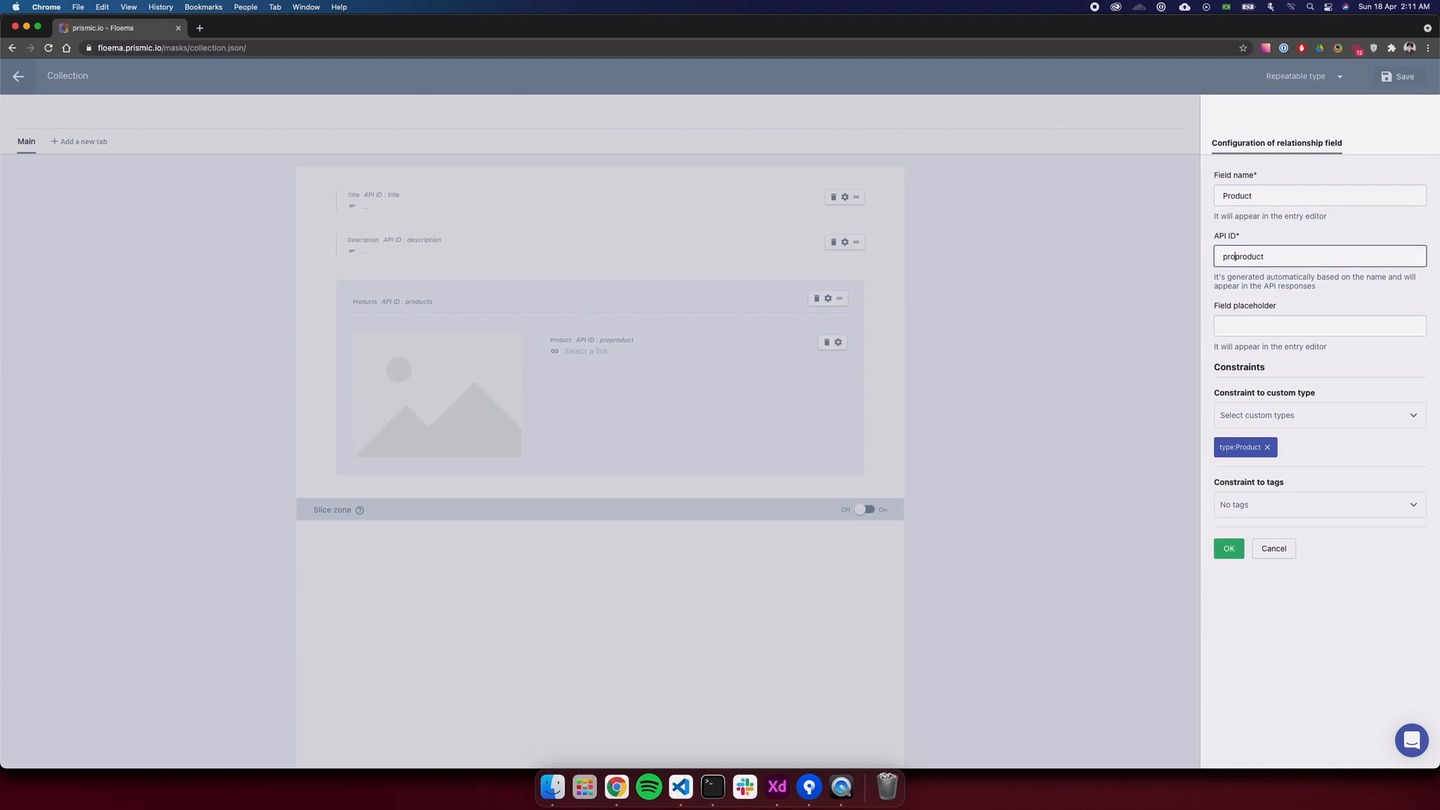 Chrome File Edit View History Bookmarks People Tab Window Help
Sun 18 Apr 2:11 AM
prismic.io - Floema
floema.prismic.io/masks/collection.json/
12
Collection
Repeatable type
Save
Main
+ Add a new tab
Configuration of relationship field
Title API ID : title
...
Description API ID : description
...
Products API ID : products
Product API ID : proproduct
Select a link
Slice zone ?
Off On
Field name*
Product
It will appear in the entry editor
API ID*
proproduct
It's generated automatically based on the name and will
appear in the API responses
Field placeholder
It will appear in the entry editor
Constraints
Constraint to custom type
Select custom types
type:Product ×
Constraint to tags
No tags
OK
Cancel
Xd